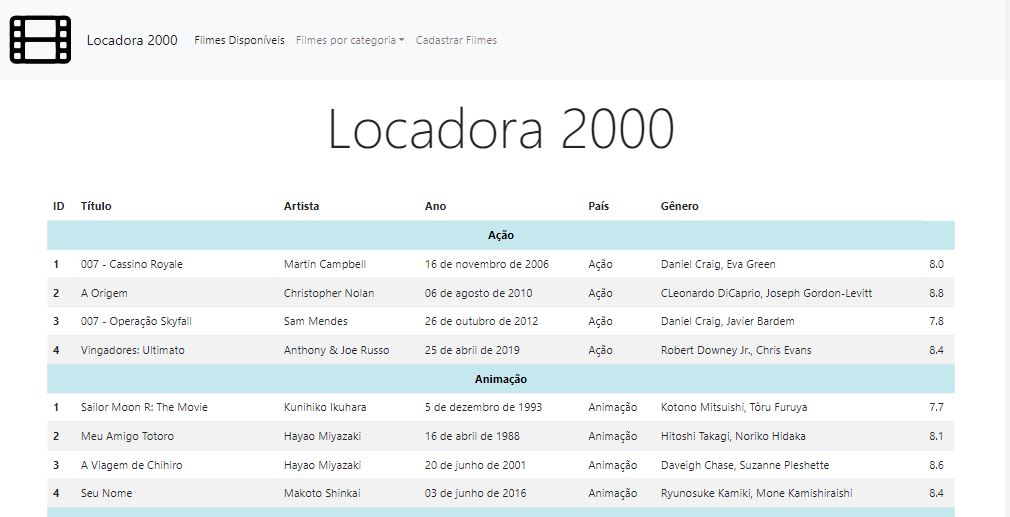 Locadora 2000 Filmes Disponíveis Filmes por categoria Cadastrar Filmes
Locadora 2000
ID Título Artista Ano País Gênero
Ação
1 007 - Cassino Royale Martin Campbell 16 de novembro de 2006 Ação Daniel Craig, Eva Green 8.0
2 A Origem Christopher Nolan 06 de agosto de 2010 Ação CLeonardo DiCaprio, Joseph Gordon-Levitt 8.8
3 007 - Operação Skyfall Sam Mendes 26 de outubro de 2012 Ação Daniel Craig, Javier Bardem 7.8
4 Vingadores: Ultimato Anthony & Joe Russo 25 de abril de 2019 Ação Robert Downey Jr., Chris Evans 8.4
Animação
1 Sailor Moon R: The Movie Kunihiko Ikuhara 5 de dezembro de 1993 Animação Kotono Mitsuishi, Tôru Furuya 7.7
2 Meu Amigo Totoro Hayao Miyazaki 16 de abril de 1988 Animação Hitoshi Takagi, Noriko Hidaka 8.1
3 A Viagem de Chihiro Hayao Miyazaki 20 de junho de 2001 Animação Daveigh Chase, Suzanne Pleshette 8.6
4 Seu Nome Makoto Shinkai 03 de junho de 2016 Animação Ryunosuke Kamiki, Mone Kamishiraishi 8.4